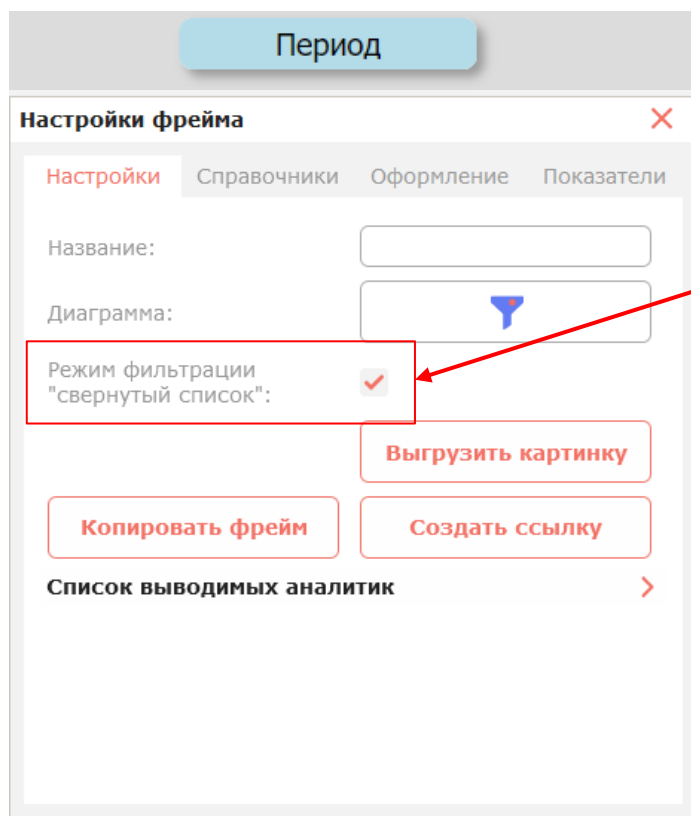 Период
Настройки фрейма
Настройки Справочники Оформление Показатели
Название:
Диаграмма:
Режим фильтрации
"свернутый список":
Выгрузить картинку
Копировать фрейм Создать ссылку
Список выводимых аналитик